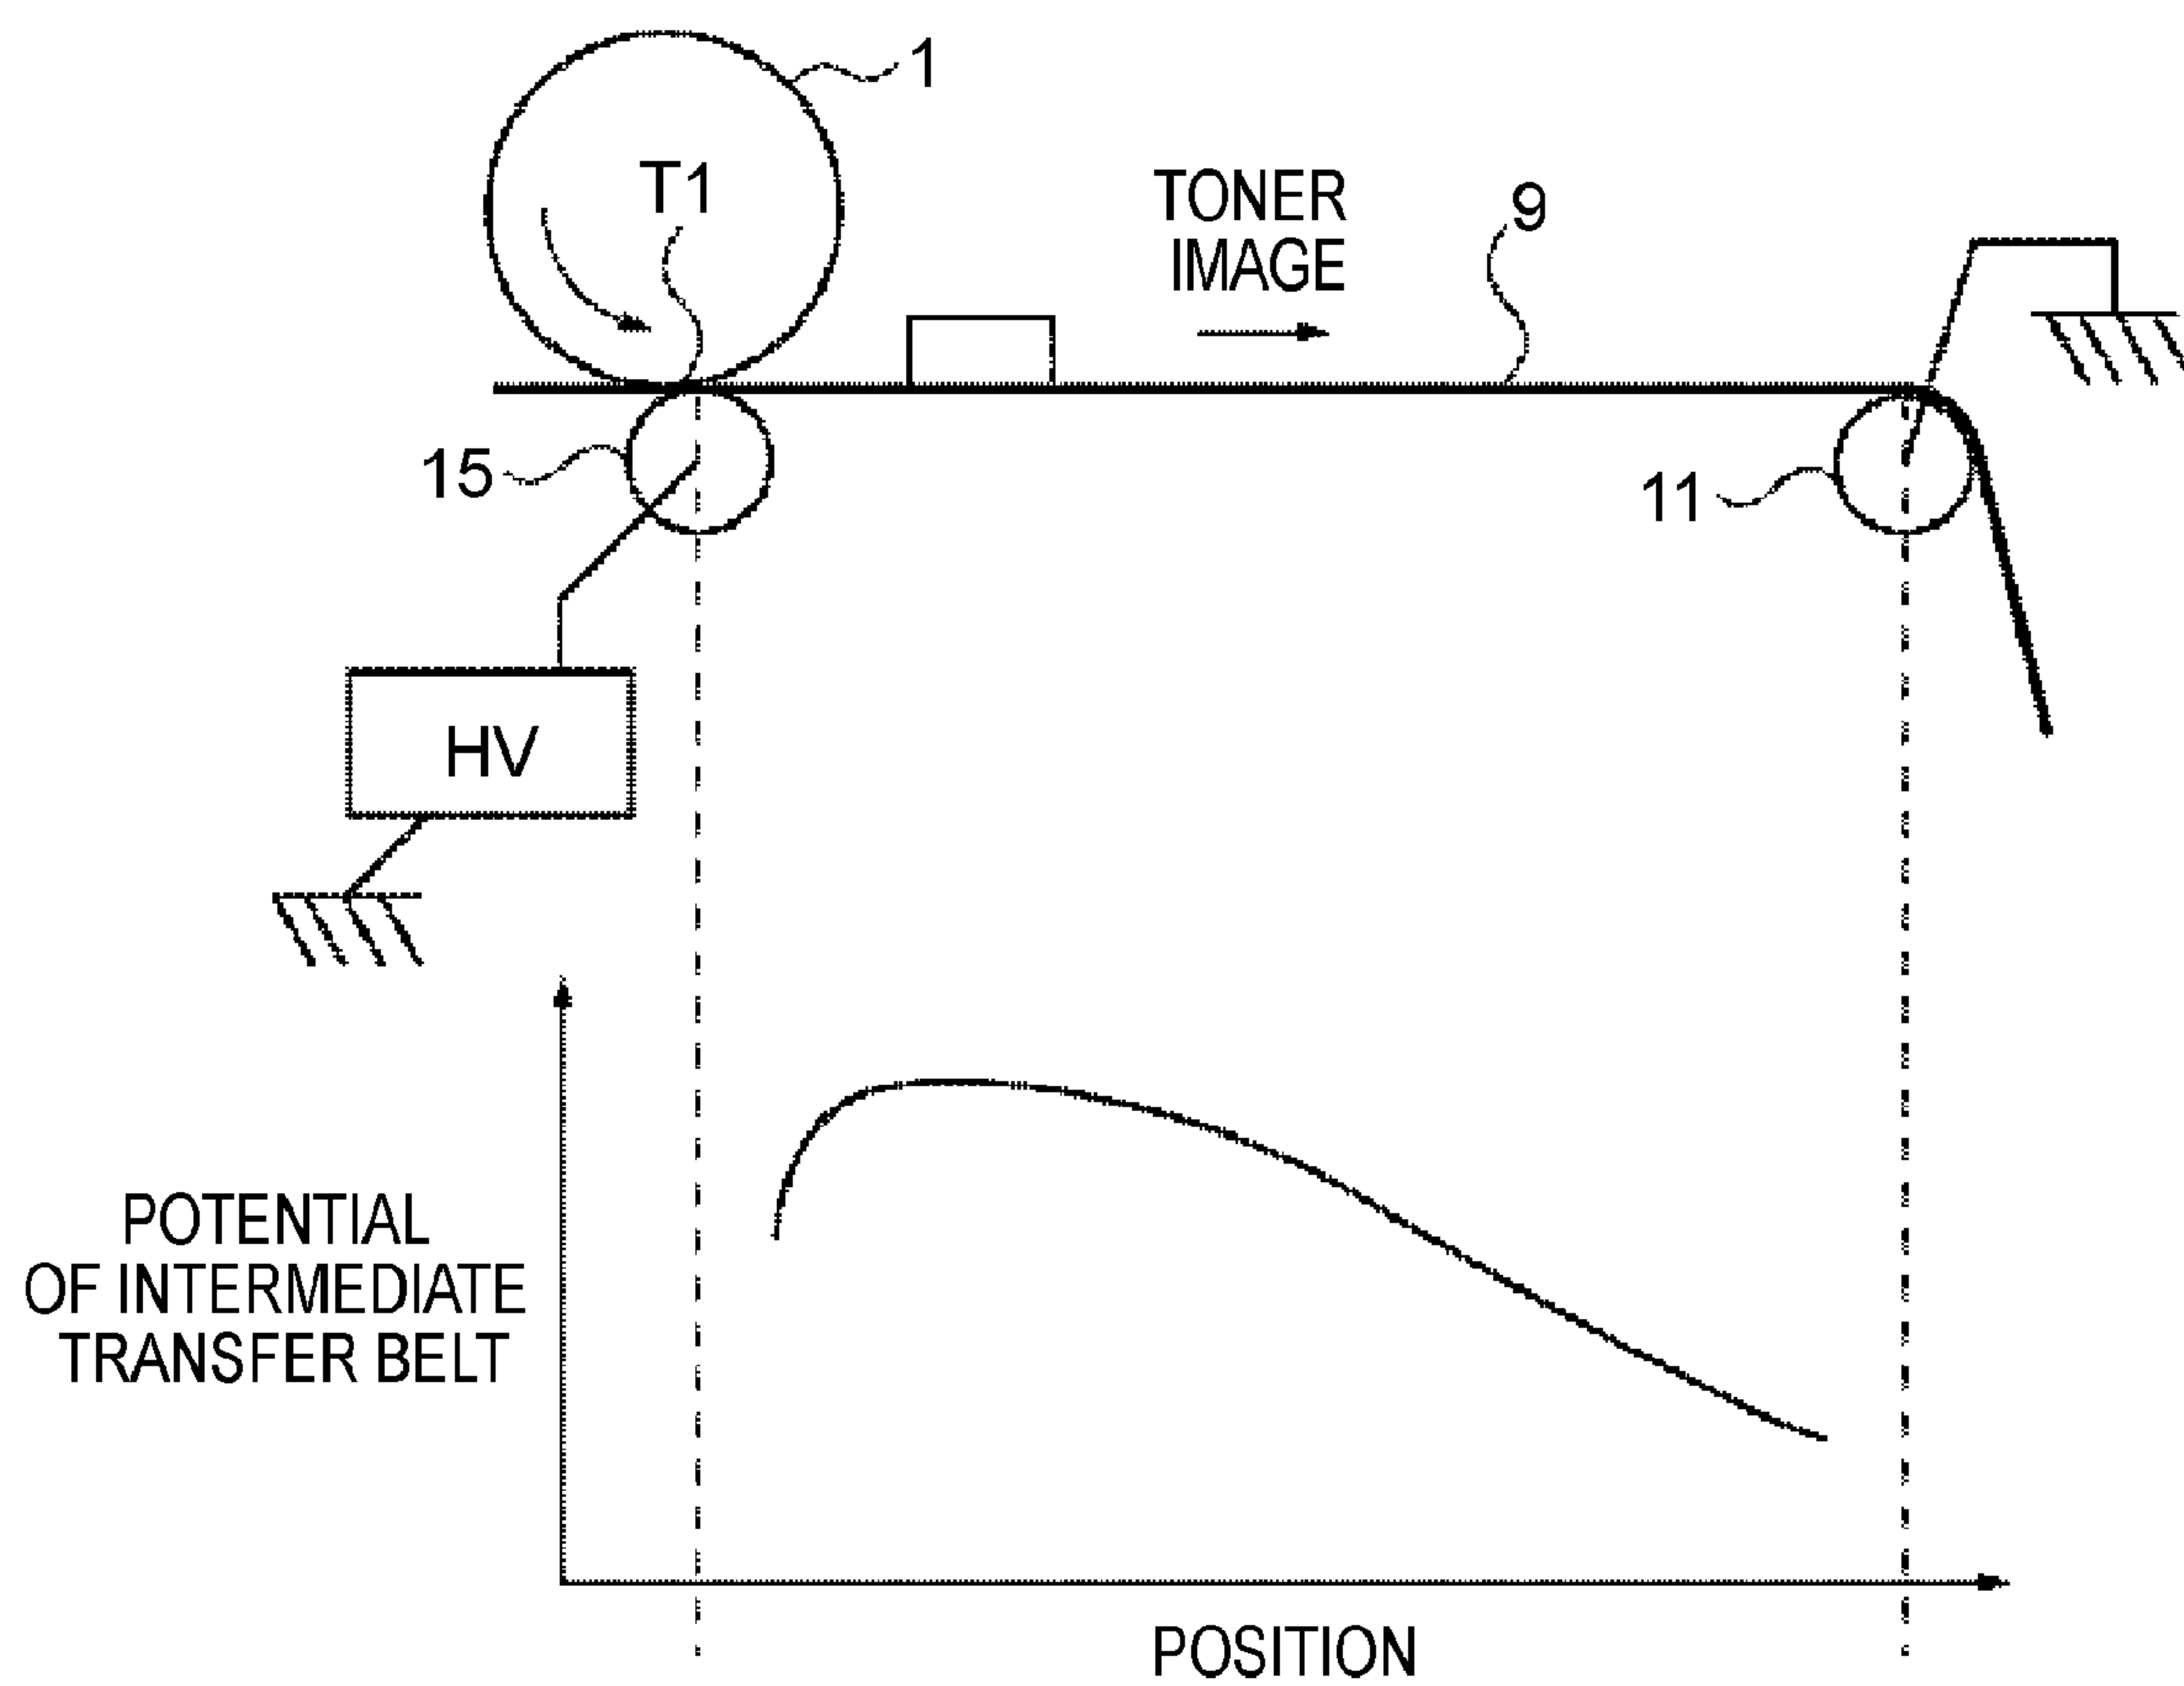 1
T1
TONER
IMAGE
9
15
11
HV
POTENTIAL
OF INTERMEDIATE
TRANSFER BELT
POSITION